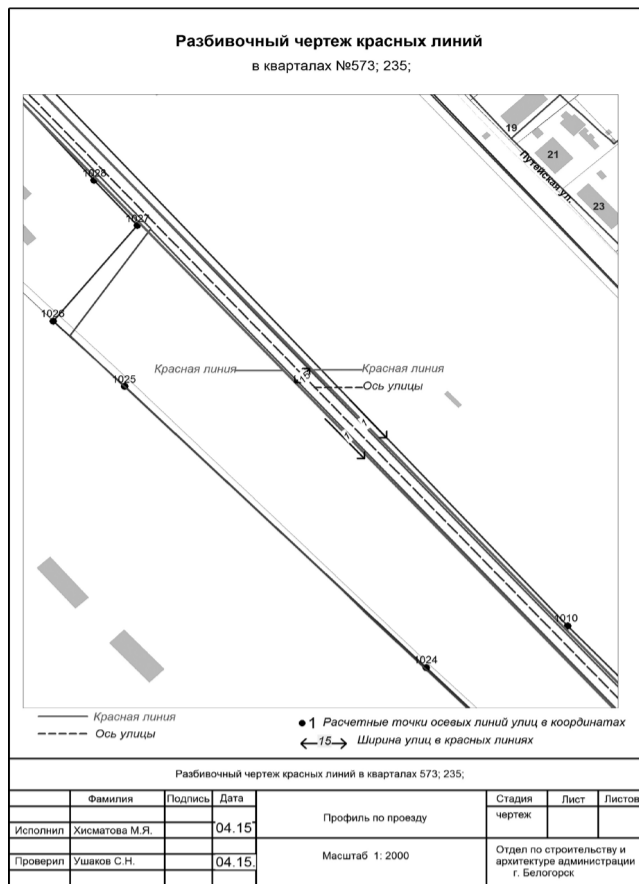 Разбивочный чертеж красных линий
в кварталах №573; 235;
19
21
Путейская ул.
23
1028
1027
1026
1025
Красная линия
Красная линия
15
Ось улицы
7
7
1010
1024
Красная линия
Ось улицы
1 Расчетные точки осевых линий улиц в координатах
15 Ширина улиц в красных линиях
Разбивочный чертеж красных линий в кварталах 573; 235;
Фамилия Подпись Дата
Исполнил Хисматова М.Я. 04.15
Проверил Ушаков С.Н. 04.15.
Профиль по проезду
Масштаб 1: 2000
Стадия Лист Листов
чертеж
Отдел по строительству и
архитектуре администрации
г. Белогорск